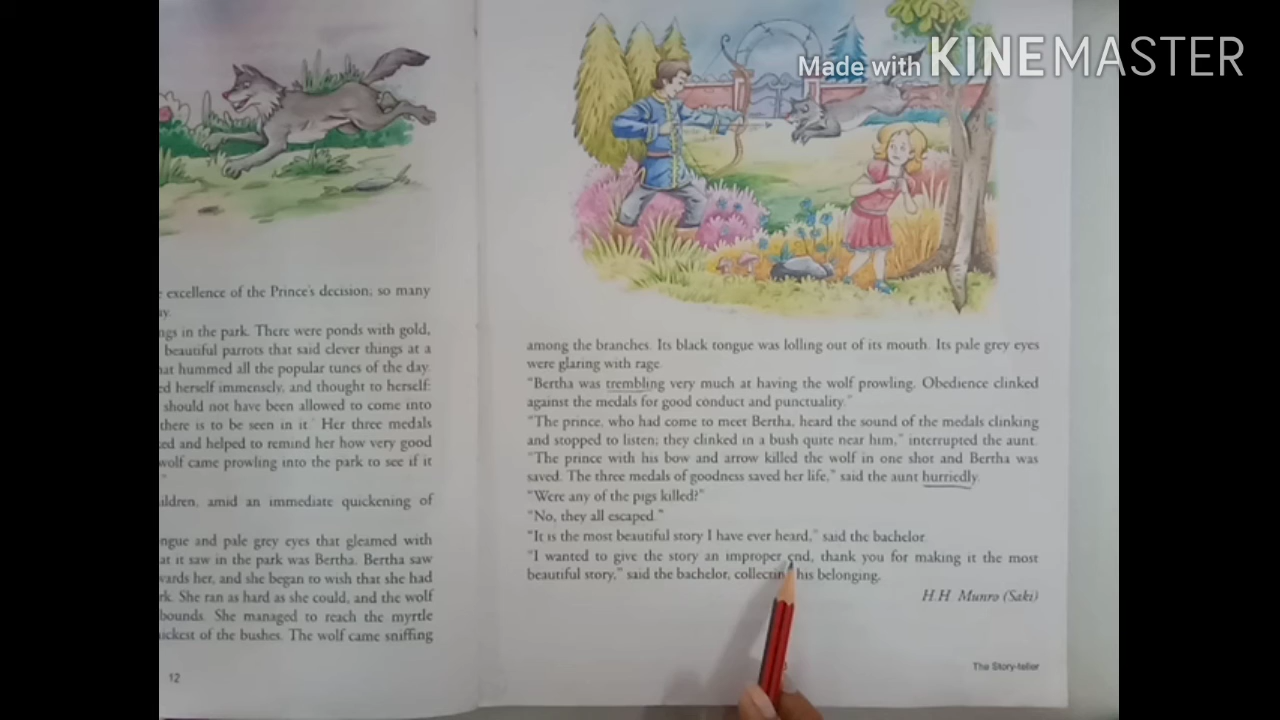 Made with KINEMASTER
excellence of the Prince's decision; so many
ay.
ngs in the park. There were ponds with gold,
beautiful parrots that said clever things at a
hat hummed all the popular tunes of the day.
ed herself immensely, and thought to herself:
should not have been allowed to come into
there is to be seen in it.' Her three medals
ed and helped to remind her how very good
wolf came prowling into the park to see if it
ildren, amid an immediate quickening of
ngue and pale grey eyes that gleamed with
at it saw in the park was Bertha. Bertha saw
wards her, and she began to wish that she had
rk. She ran as hard as she could, and the wolf
bounds. She managed to reach the myrtle
ickest of the bushes. The wolf came sniffing
12
among the branches. Its black tongue was lolling out of its mouth. Its pale grey eyes
were glaring with rage.
"Bertha was trembling very much at having the wolf prowling. Obedience clinked
against the medals for good conduct and punctuality."
"The prince, who had come to meet Bertha, heard the sound of the medals clinking
and stopped to listen; they clinked in a bush quite near him," interrupted the aunt.
"The prince with his bow and arrow killed the wolf in one shot and Bertha was
saved. The three medals of goodness saved her life," said the aunt hurriedly.
"Were any of the pigs killed?"
"No, they all escaped."
"It is the most beautiful story I have ever heard," said the bachelor.
"I wanted to give the story an improper end, thank you for making it the most
beautiful story," said the bachelor, collecting his belonging.
H.H. Munro (Saki)
The Story-teller